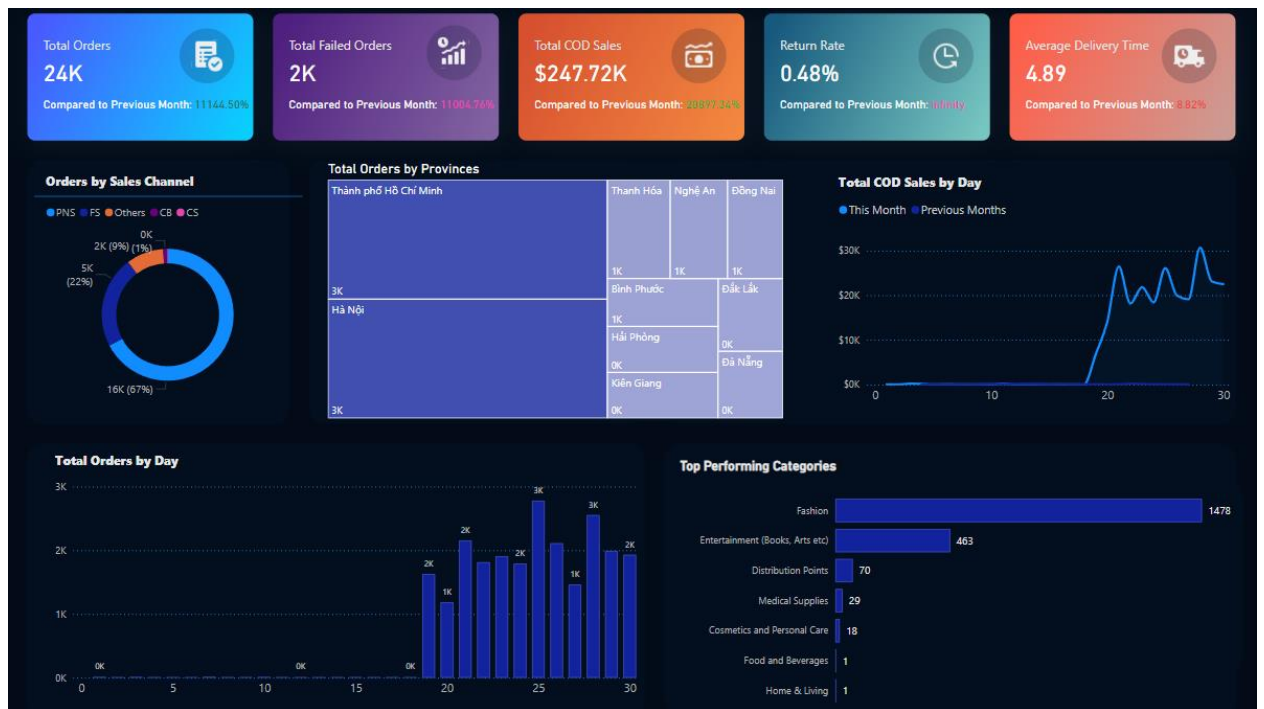 Total Orders
24K
Compared to Previous Month: 11144.50%
Total Failed Orders
2K
Compared to Previous Month: 11004.76%
Total COD Sales
$247.72K
Compared to Previous Month:
Return Rate
0.48%
Compared to Previous Month: Infinity
Average Delivery Time
4.89
Compared to Previous Month: 8.82%
Orders by Sales Channel
PNS FS Others CB CS
0K
(1%)
2K (9%)
5K
(22%)
16K (67%)
Total Orders by Provinces
Thành phố Hồ Chí Minh
3K
Hà Nội
3K
Thanh Hóa
1K
Nghệ An
1K
Đồng Nai
1K
Bình Phước
1K
Hải Phòng
0K
Kiên Giang
0K
Đắk Lắk
0K
Đà Nẵng
0K
Total COD Sales by Day
This Month Previous Months
$30K
$20K
$10K
$0K
0 10 20 30
Total Orders by Day
3K
2K
1K
0K
0K 0K 0K 2K 1K 2K 2K 3K 1K 3K 2K
0 5 10 15 20 25 30
Top Performing Categories
Fashion 1478
Entertainment (Books, Arts etc) 463
Distribution Points 70
Medical Supplies 29
Cosmetics and Personal Care 18
Food and Beverages 1
Home & Living 1